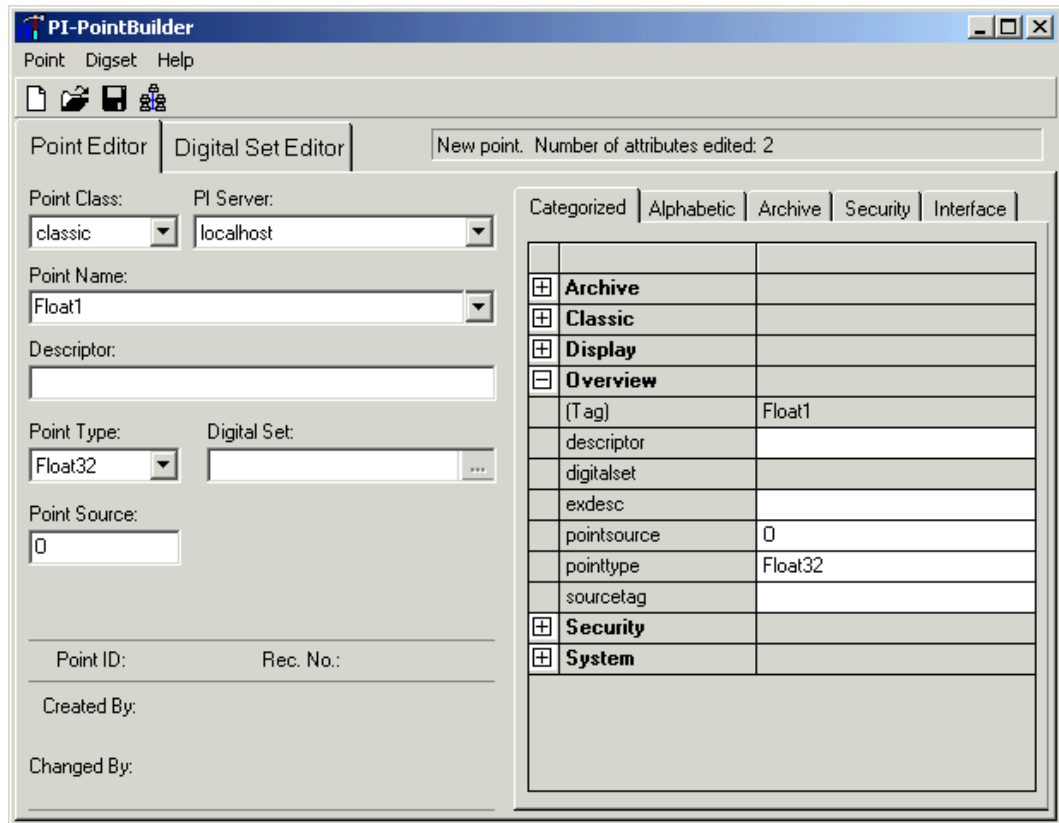 PI-PointBuilder
Point Digset Help
Point Editor
Digital Set Editor
New point. Number of attributes edited: 2
Point Class:
PI Server:
classic
localhost
Point Name:
Float1
Descriptor:
Point Type:
Digital Set:
Float32
...
Point Source:
O
Point ID:
Rec. No.:
Created By:
Changed By:
Categorized
Alphabetic
Archive
Security
Interface
Archive
Classic
Display
Overview
(Tag) Float1
descriptor
digitalset
exdesc
pointsource O
pointtype Float32
sourcetag
Security
System